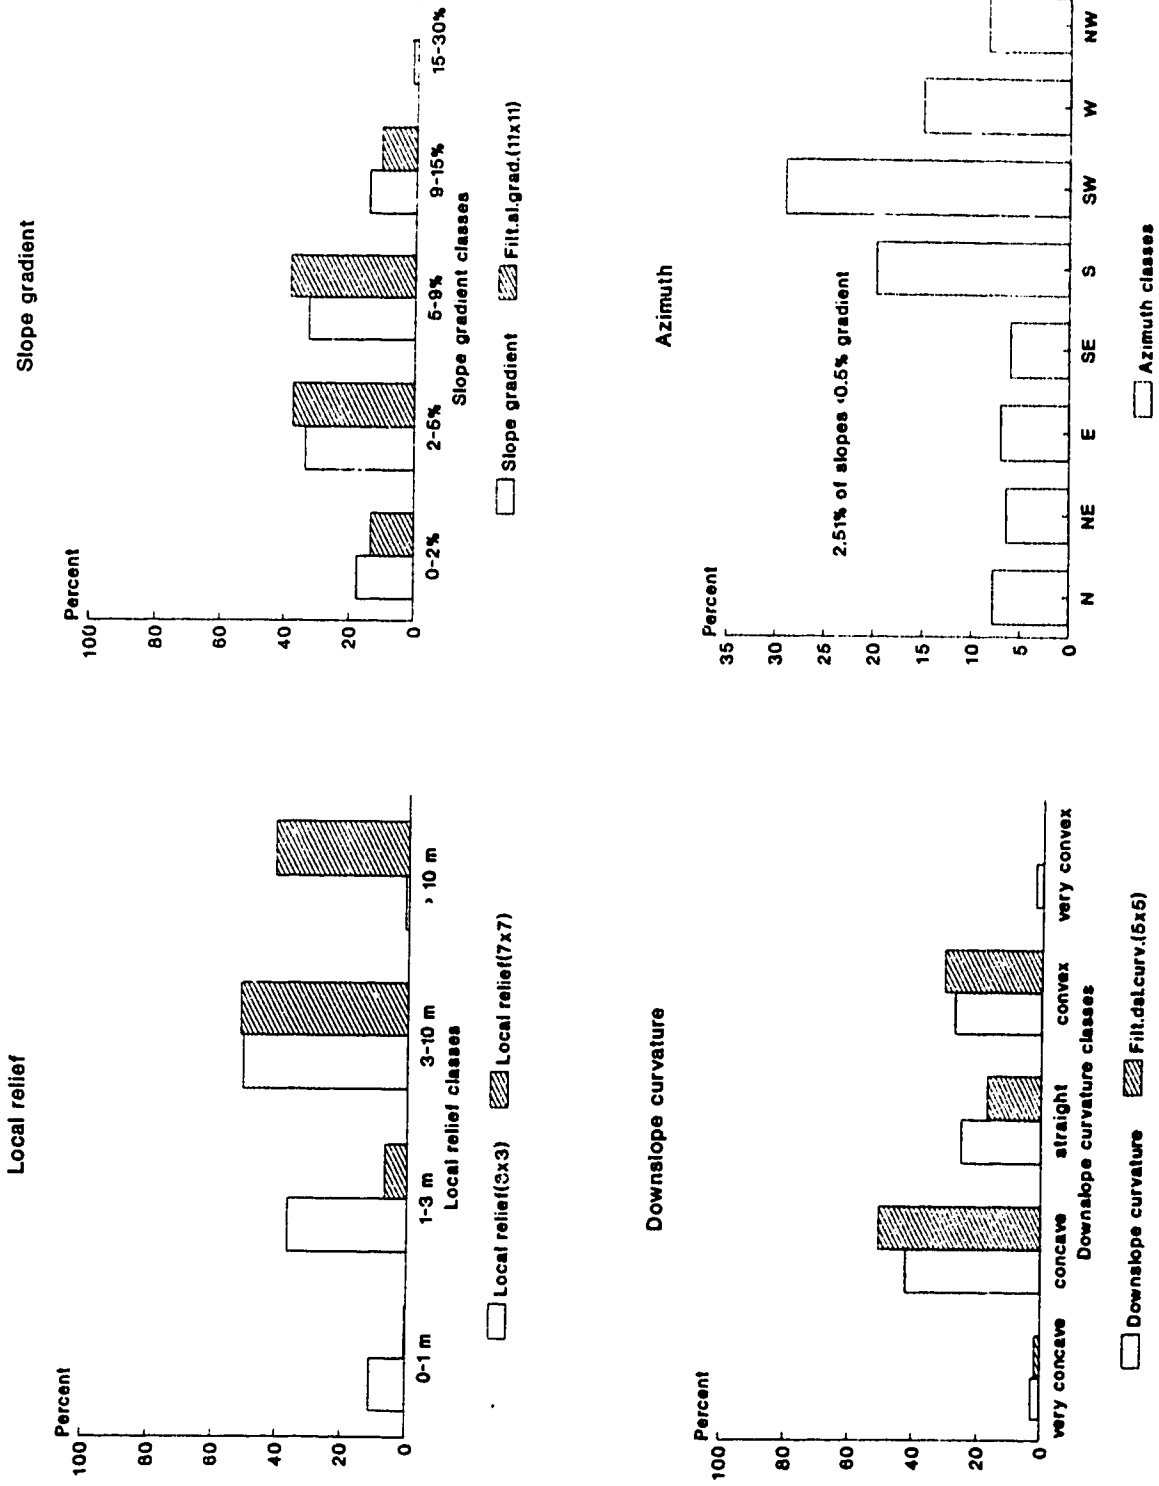 Local relief
Percent
100
80
60
40
20
0
0-1 m
1-3 m
3-10 m
>10 m
Local relief classes
Local relief(3x3)
Local relief(7x7)
Slope gradient
Percent
100
80
60
40
20
0
0-2%
2-5%
5-9%
9-15%
15-30%
Slope gradient classes
Slope gradient
Filt.sl.grad.(11x11)
Downslope curvature
Percent
100
80
60
40
20
0
very concave
concave
straight
convex
very convex
Downslope curvature classes
Downslope curvature
Filt.dsl.curv.(5x5)
Azimuth
Percent
35
30
25
20
15
10
5
0
2.51% of slopes <0.5% gradient
N
NE
E
SE
S
SW
W
NW
Azimuth classes